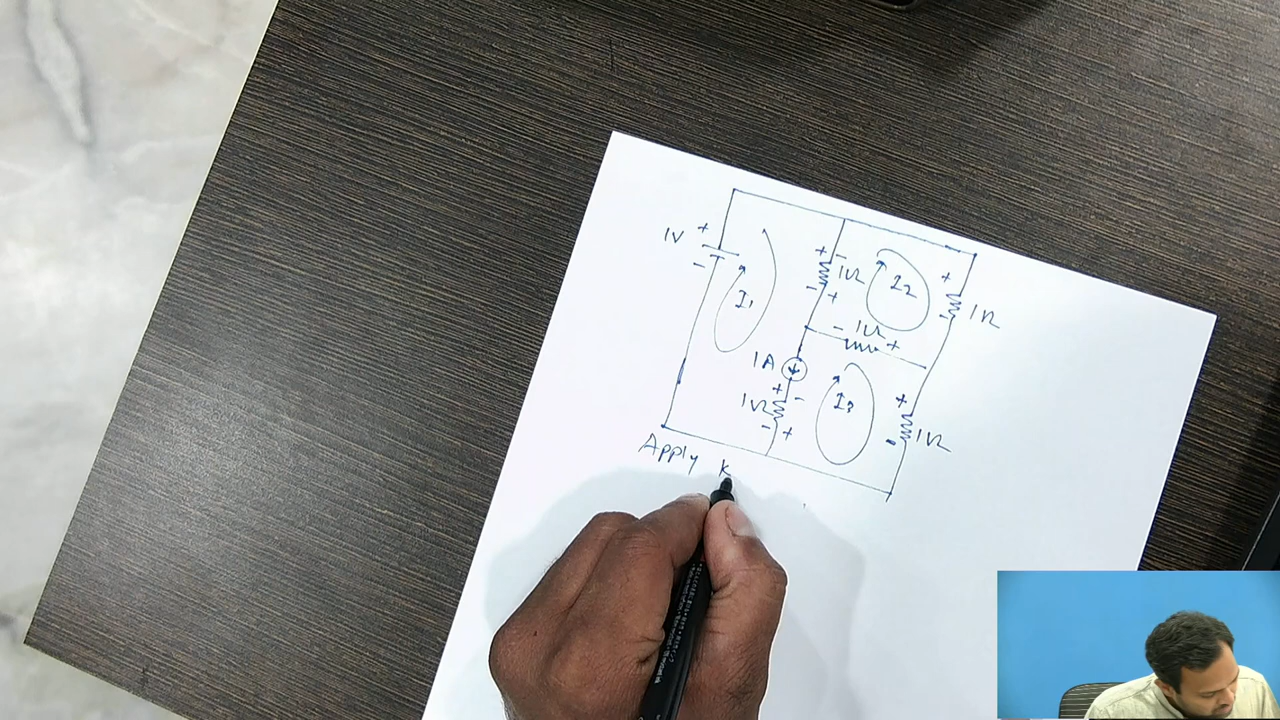 +
1V
-
I1
+ -
1Ω
- +
I2
+
1Ω
-
- 1Ω +
1A
+ -
1Ω
- +
I3
+
1Ω
-
Apply K